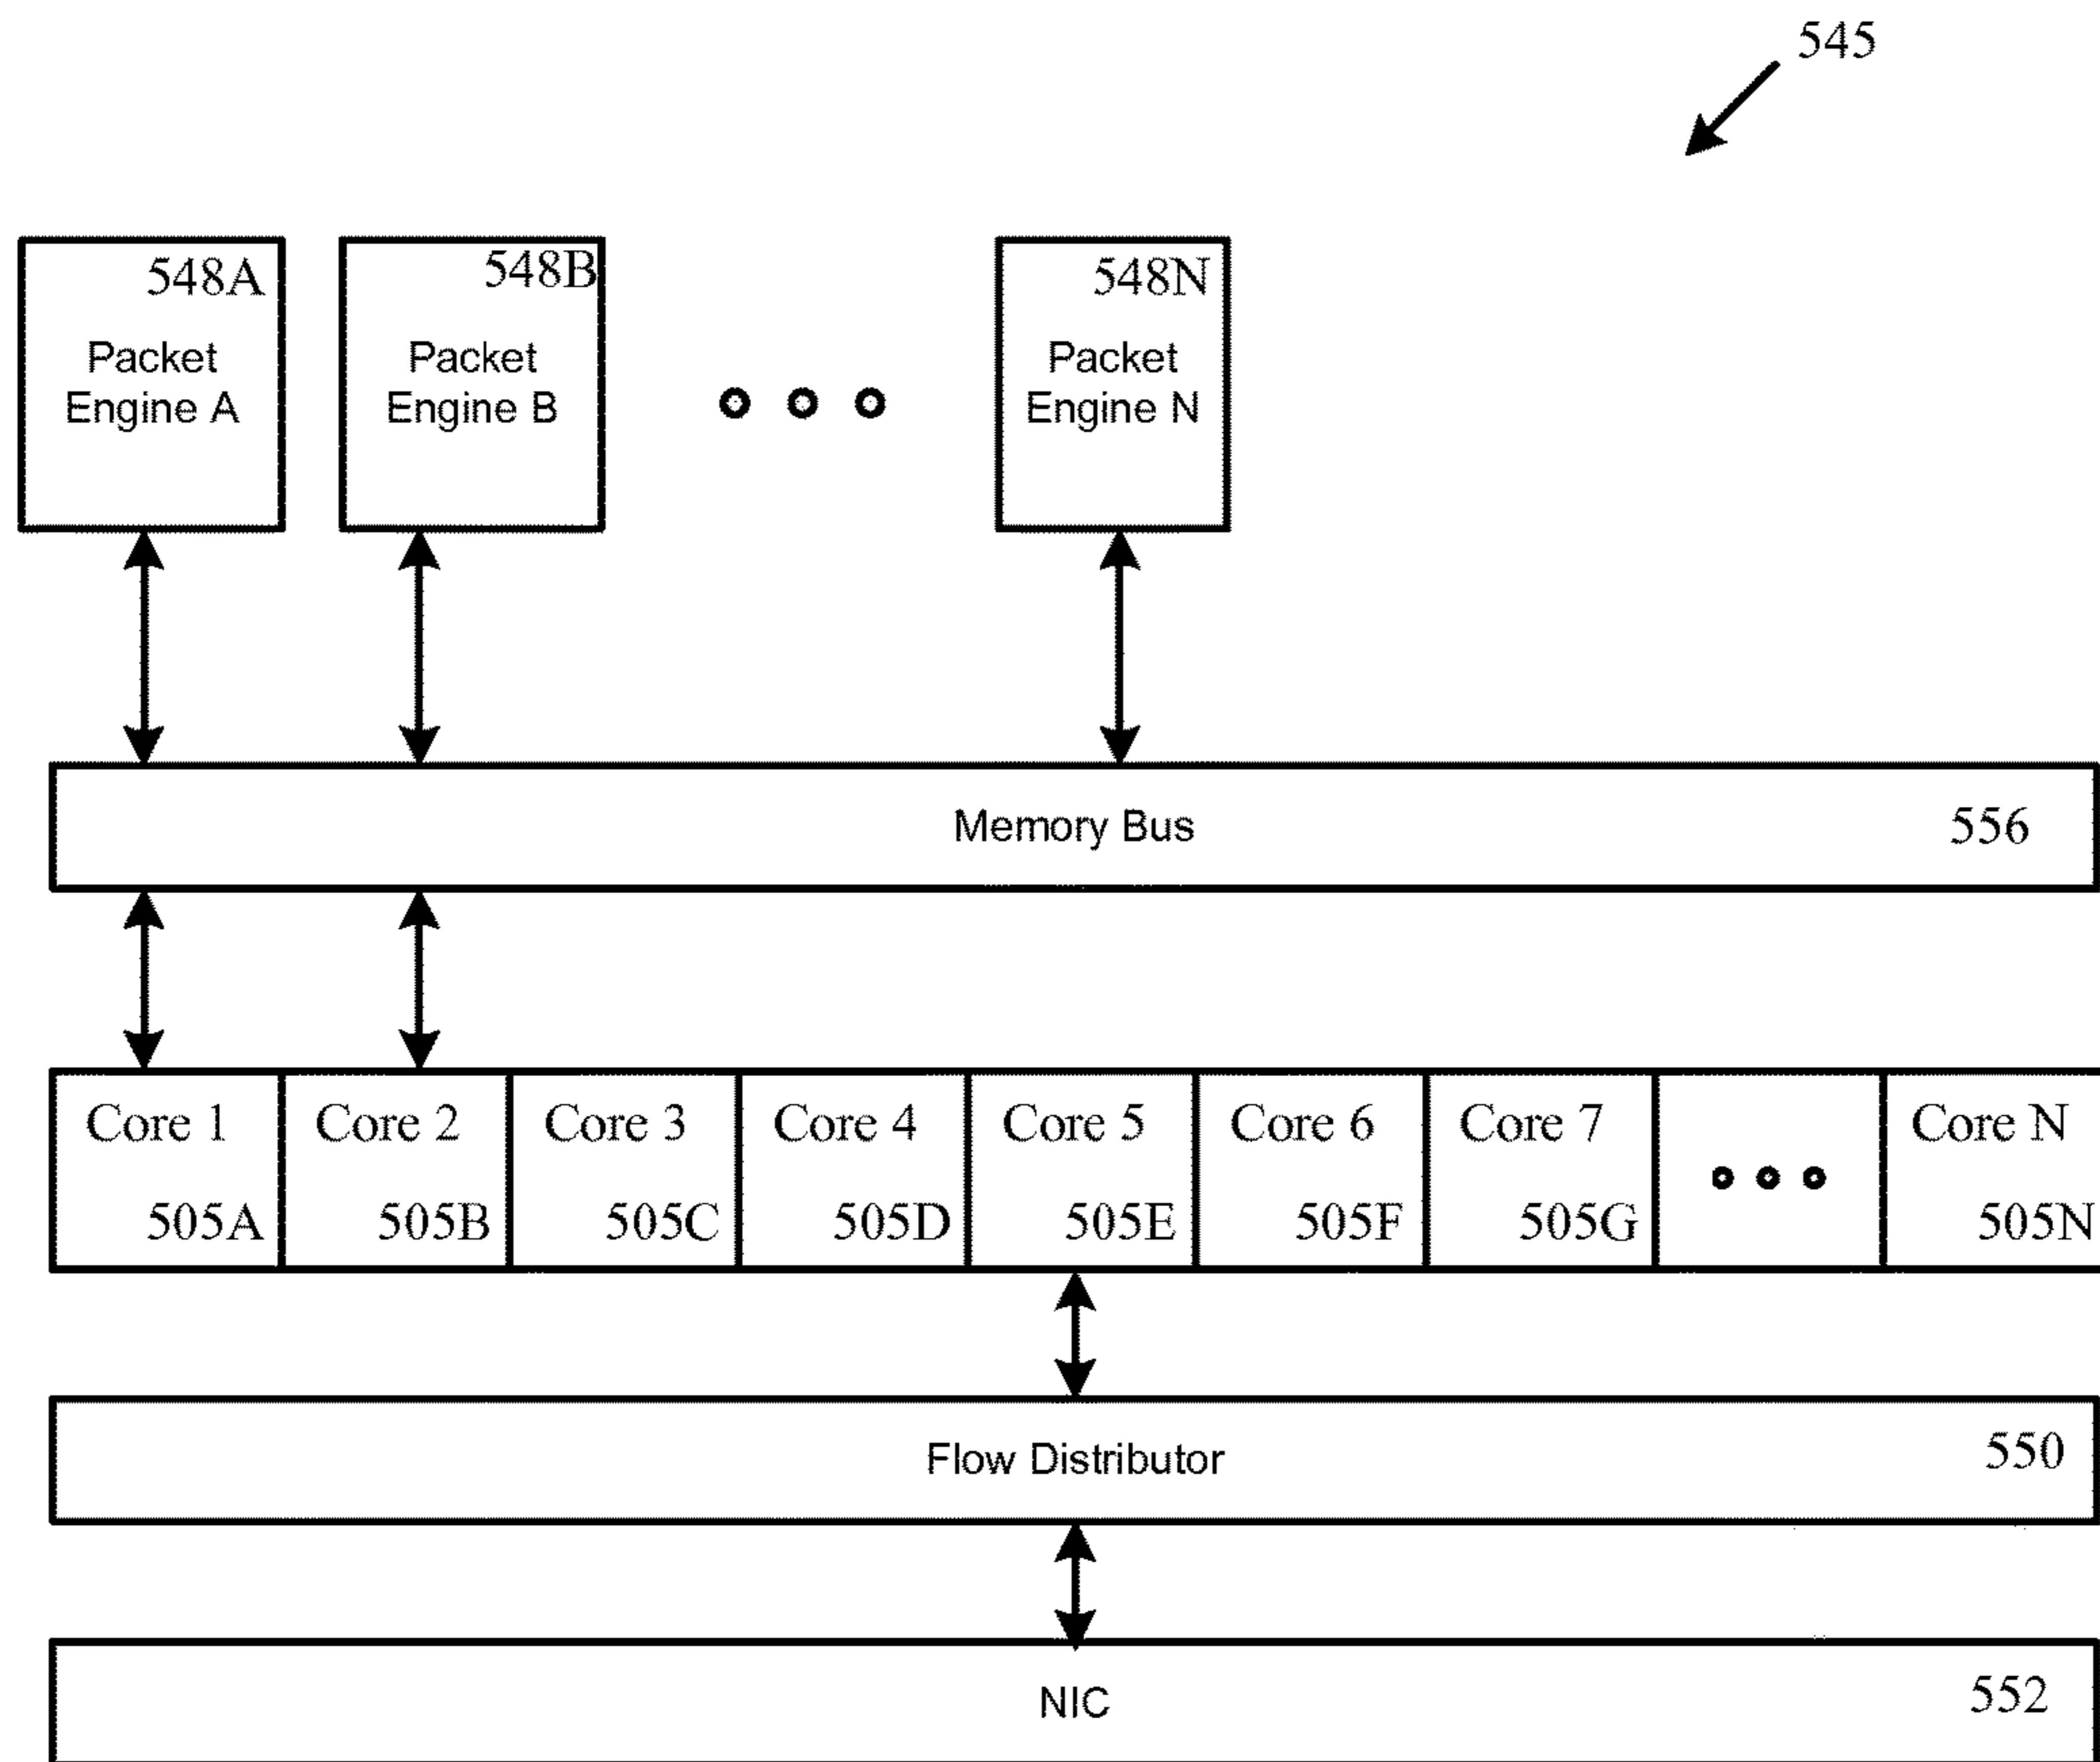 545
548A
Packet
Engine A
548B
Packet
Engine B
548N
Packet
Engine N
Memory Bus
556
Core 1
505A
Core 2
505B
Core 3
505C
Core 4
505D
Core 5
505E
Core 6
505F
Core 7
505G
Core N
505N
Flow Distributor
550
NIC
552